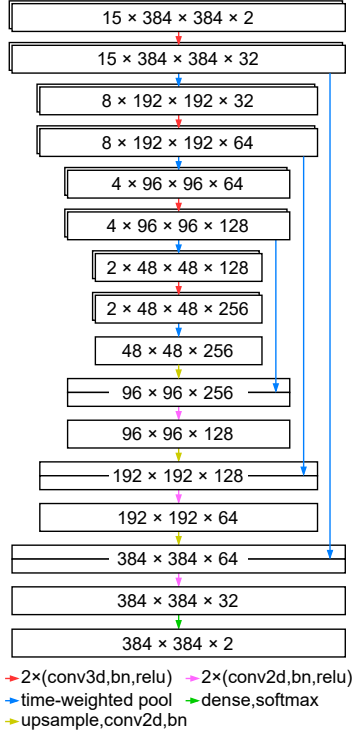 15 × 384 × 384 × 2
15 × 384 × 384 × 32
8 × 192 × 192 × 32
8 × 192 × 192 × 64
4 × 96 × 96 × 64
4 × 96 × 96 × 128
2 × 48 × 48 × 128
2 × 48 × 48 × 256
48 × 48 × 256
96 × 96 × 256
96 × 96 × 128
192 × 192 × 128
192 × 192 × 64
384 × 384 × 64
384 × 384 × 32
384 × 384 × 2
2×(conv3d,bn,relu) 2×(conv2d,bn,relu)
time-weighted pool dense,softmax
upsample,conv2d,bn